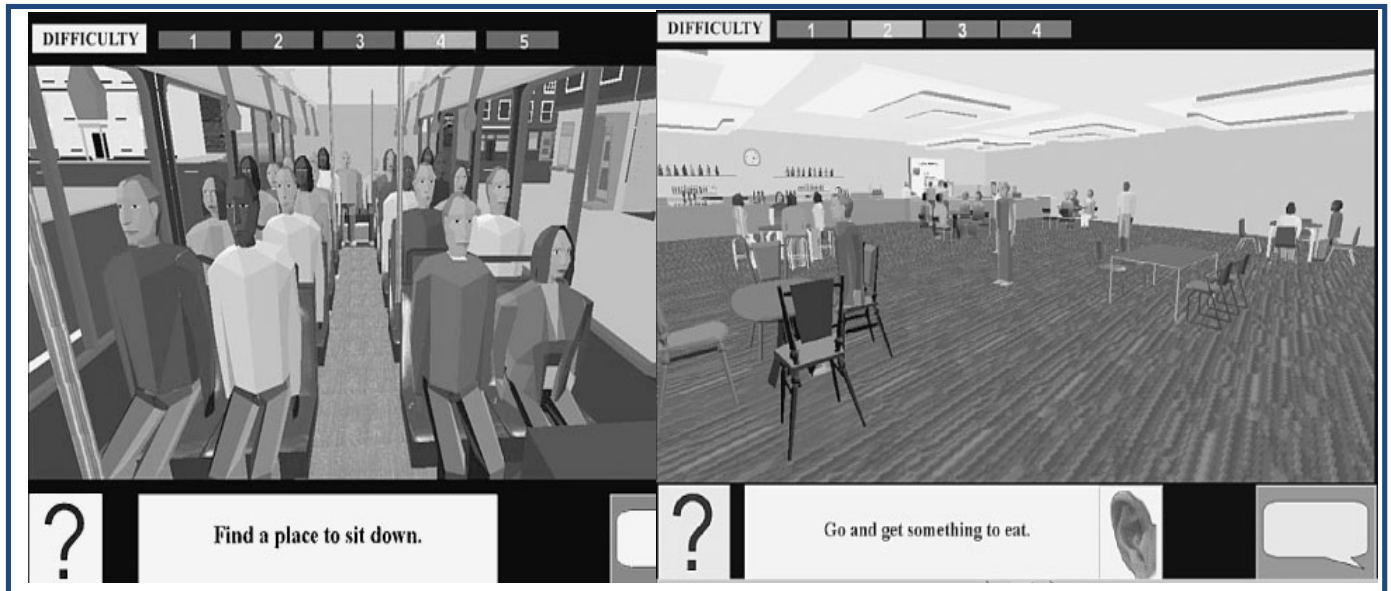 DIFFICULTY 1 2 3 4 5
Find a place to sit down.
?
DIFFICULTY 1 2 3 4
Go and get something to eat.
?